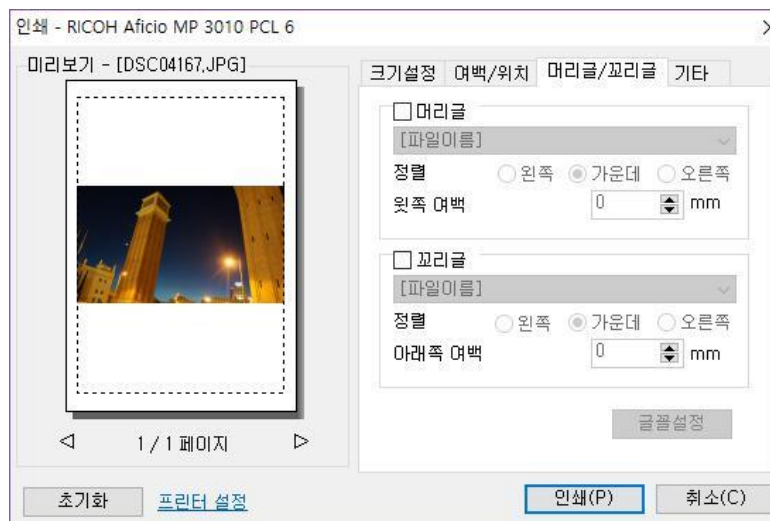 인쇄 - RICOH Aficio MP 3010 PCL 6
미리보기 - [DSC04167,JPG]
1 / 1 페이지
크기설정 여백/위치 머리글/꼬리글 기타
머리글
[파일이름]
정렬 왼쪽 가운데 오른쪽
윗쪽 여백 0 mm
꼬리글
[파일이름]
정렬 왼쪽 가운데 오른쪽
아래쪽 여백 0 mm
글꼴설정
초기화 프린터 설정 인쇄(P) 취소(C)